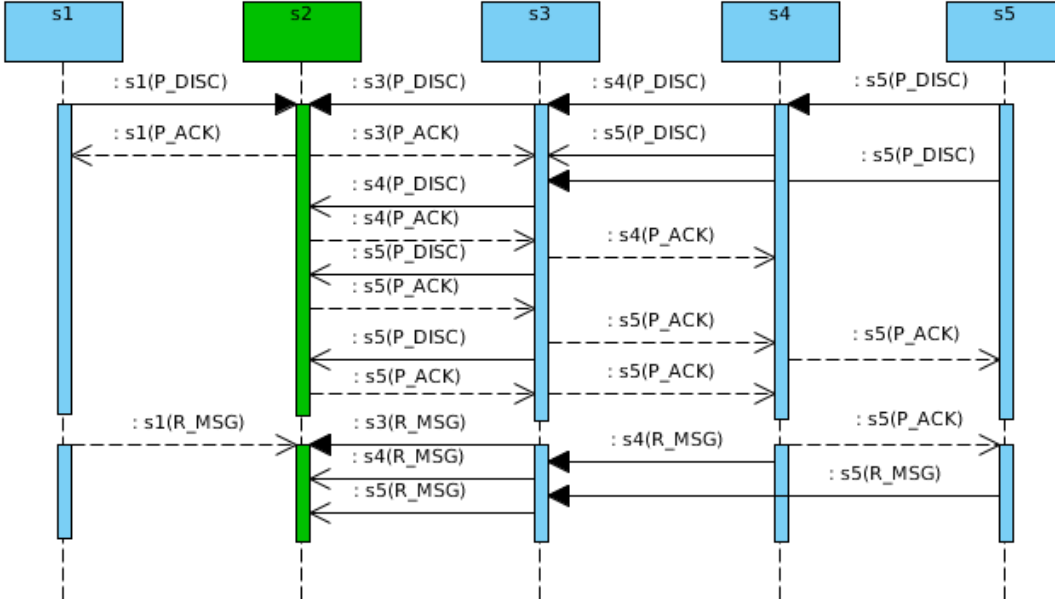 s1
s2
s3
s4
s5
: s1(P_DISC)
: s3(P_DISC)
: s4(P_DISC)
: s5(P_DISC)
: s1(P_ACK)
: s3(P_ACK)
: s5(P_DISC)
: s5(P_DISC)
: s4(P_DISC)
: s4(P_ACK)
: s4(P_ACK)
: s5(P_DISC)
: s5(P_ACK)
: s5(P_ACK)
: s5(P_DISC)
: s5(P_ACK)
: s5(P_ACK)
: s5(P_ACK)
: s1(R_MSG)
: s3(R_MSG)
: s4(R_MSG)
: s5(P_ACK)
: s4(R_MSG)
: s5(R_MSG)
: s5(R_MSG)